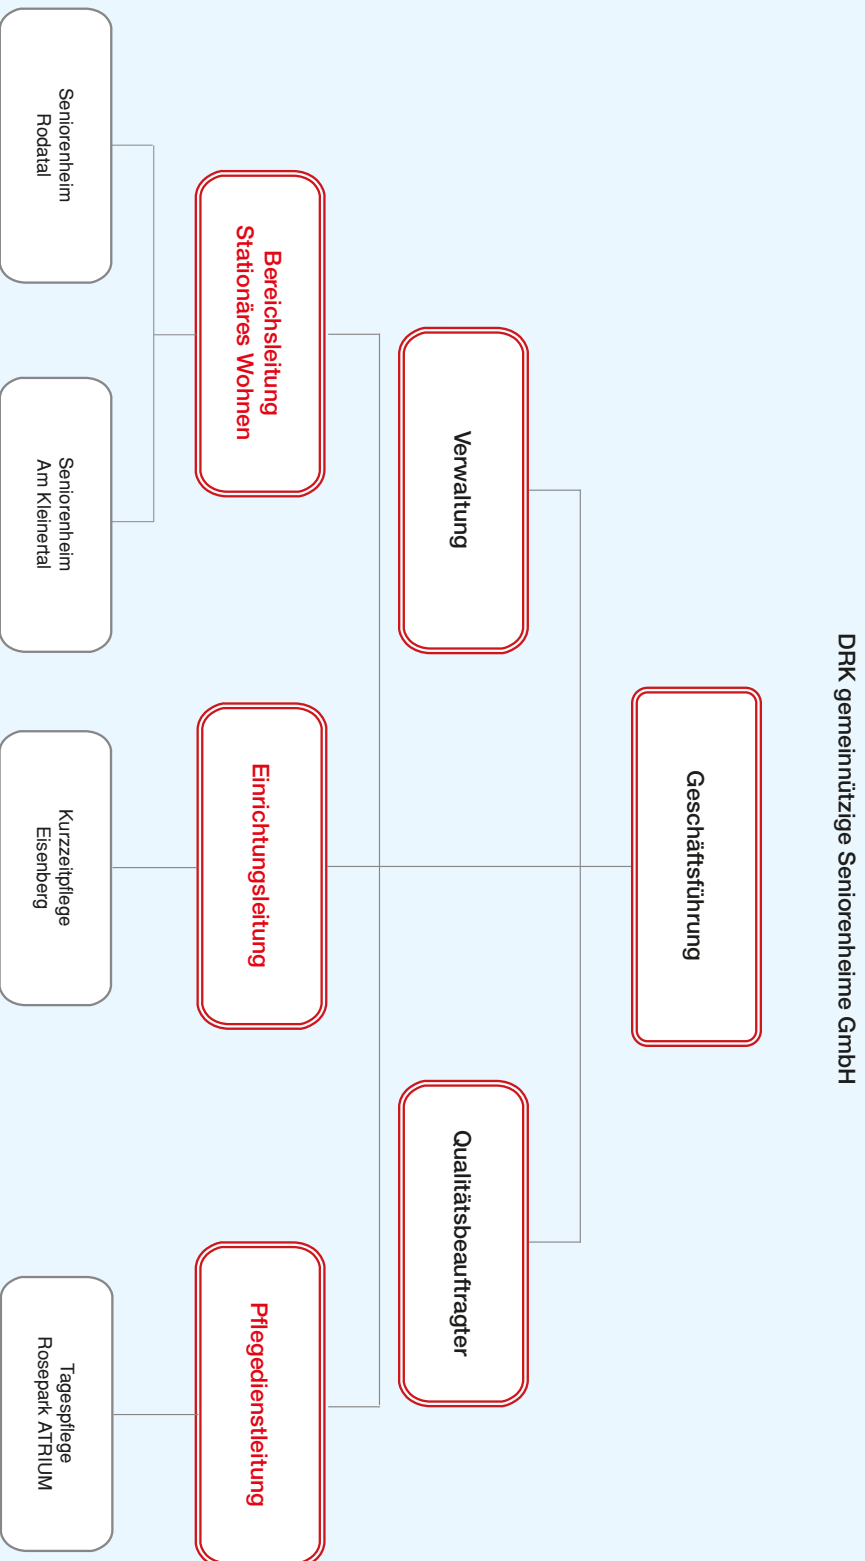 DRK gemeinnützige Seniorenheime GmbH
Geschäftsführung
Verwaltung
Qualitätsbeauftragter
Bereichsleitung
Stationäres Wohnen
Einrichtungsleitung
Pflegedienstleitung
Seniorenheim
Rodatal
Seniorenheim
Am Kleinertal
Kurzzeitpflege
Eisenberg
Tagespflege
Rosepark ATRIUM